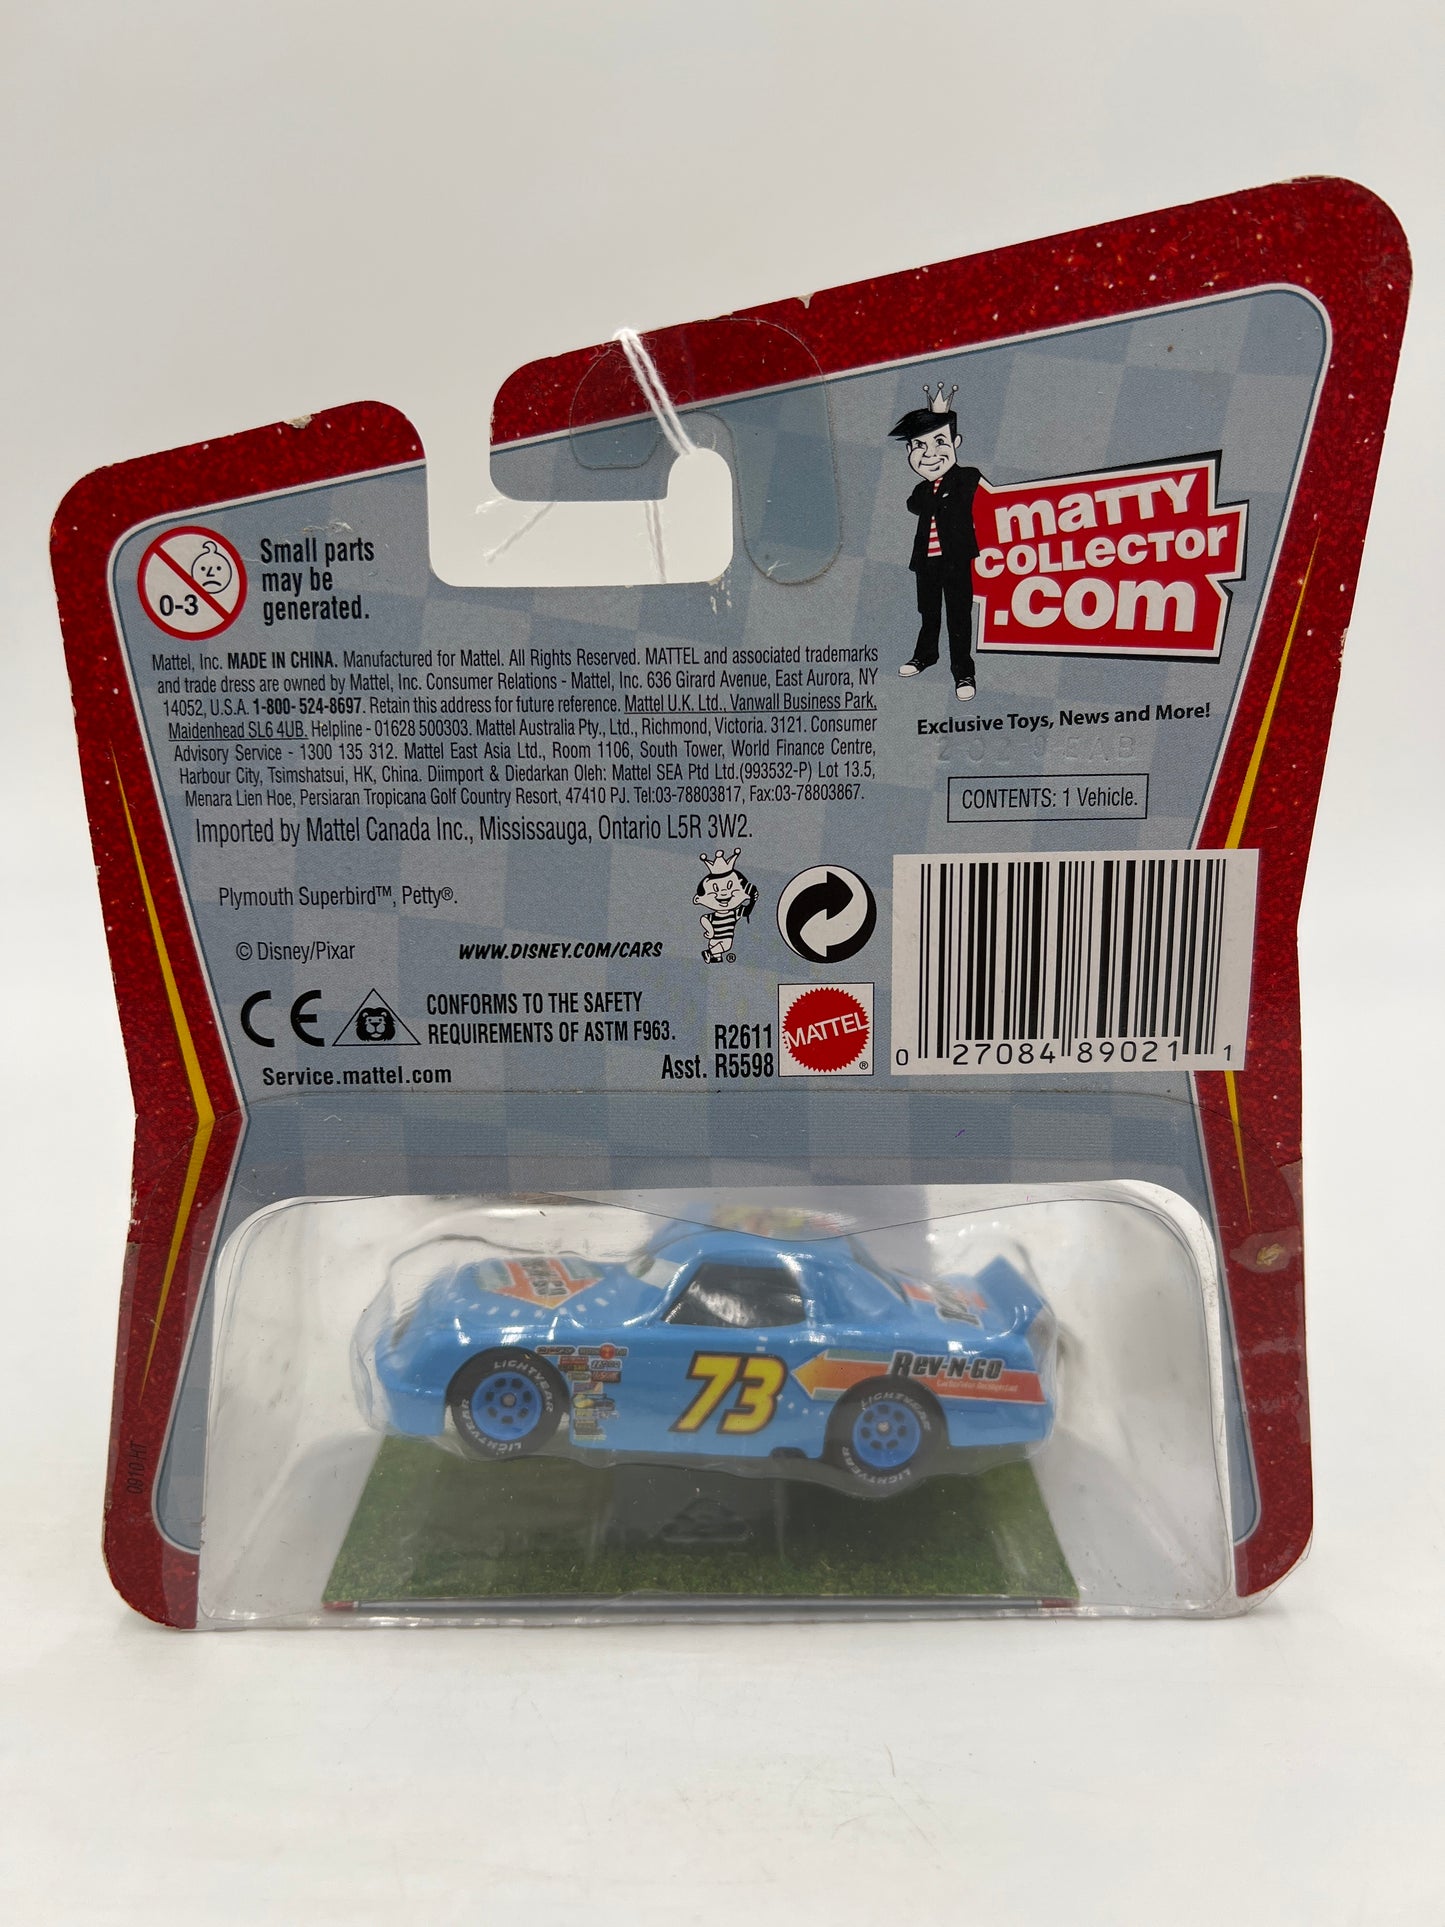 Small parts
may be
generated.
0-3
matty
collector
.com
Exclusive Toys, News and More!
CONTENTS: 1 Vehicle.
Mattel, Inc. MADE IN CHINA. Manufactured for Mattel. All Rights Reserved. MATTEL and associated trademarks
and trade dress are owned by Mattel, Inc. Consumer Relations - Mattel, Inc. 636 Girard Avenue, East Aurora, NY
14052, U.S.A. 1-800- 524-8697. Retain this address for future reference. Mattel U.K. Ltd., Vanwall Business Park,
Maidenhead SL6 4UB. Helpline - 01628 500303. Mattel Australia Pty., Ltd., Richmond, Victoria. 3121. Consumer
Advisory Service - 1300 135 312. Mattel East Asia Ltd., Room 1106, South Tower, World Finance Centre,
Harbour City, Tsimshatsui, HK, China. Diimport & Diedarkan Oleh: Mattel SEA Ptd Ltd.(993532-P) Lot 13.5,
Menara Lien Hoe, Persiaran Tropicana Golf Country Resort, 47410 PJ. Tel:03-78803817, Fax:03-78803867.
Imported by Mattel Canada Inc., Mississauga, Ontario L5R 3W2.
Plymouth Superbird™, Petty®.
© Disney/Pixar
WWW.DISNEY.COM/CARS
®
CE
CONFORMS TO THE SAFETY
REQUIREMENTS OF ASTM F963.
Service.mattel.com
R2611
Asst. R5598
MATTEL
®
0 27084 89021 1
0910-HT
Rev-N-Go
73
LIGHTYEAR
LIGHTYEAR
LIGHTYEAR
LIGHTYEAR
LIGHTYEAR
LIGHTYEAR